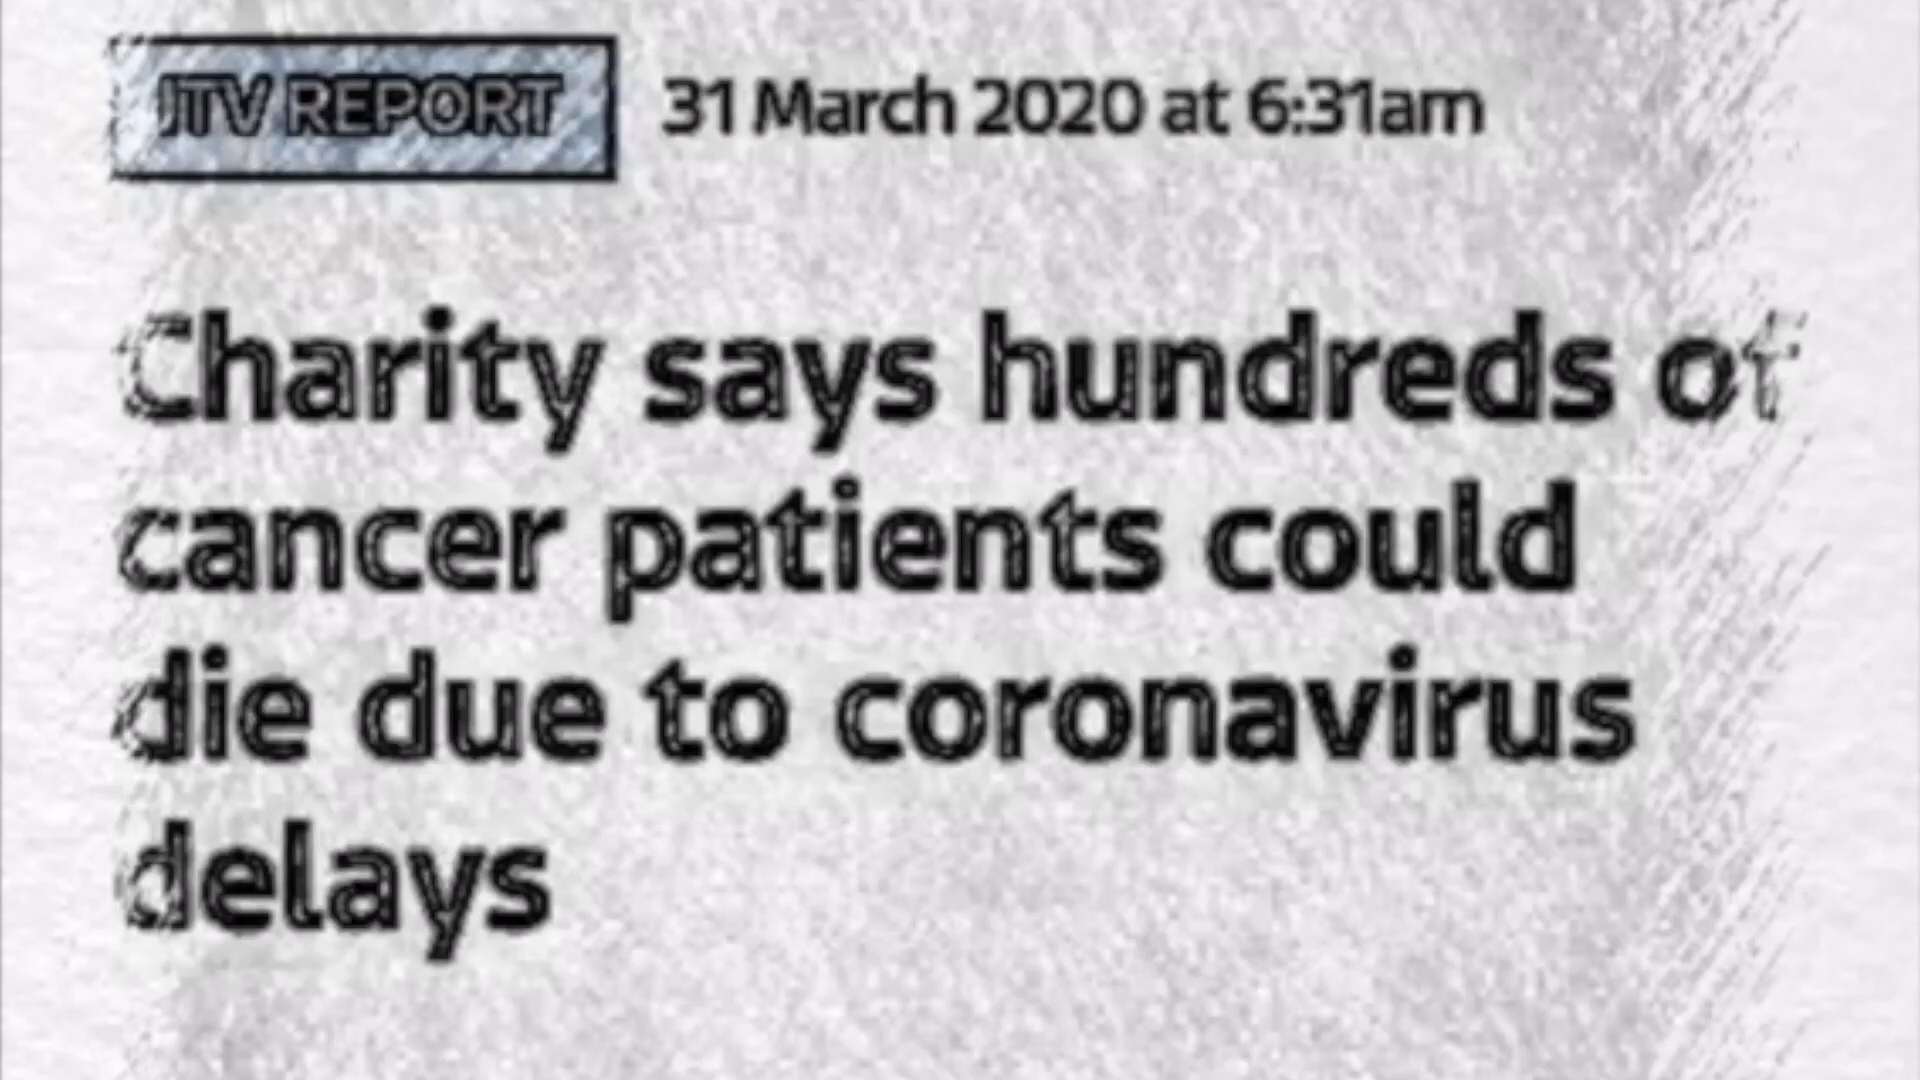 ITV REPORT 31 March 2020 at 6:31am
Charity says hundreds of
cancer patients could
die due to coronavirus
delays